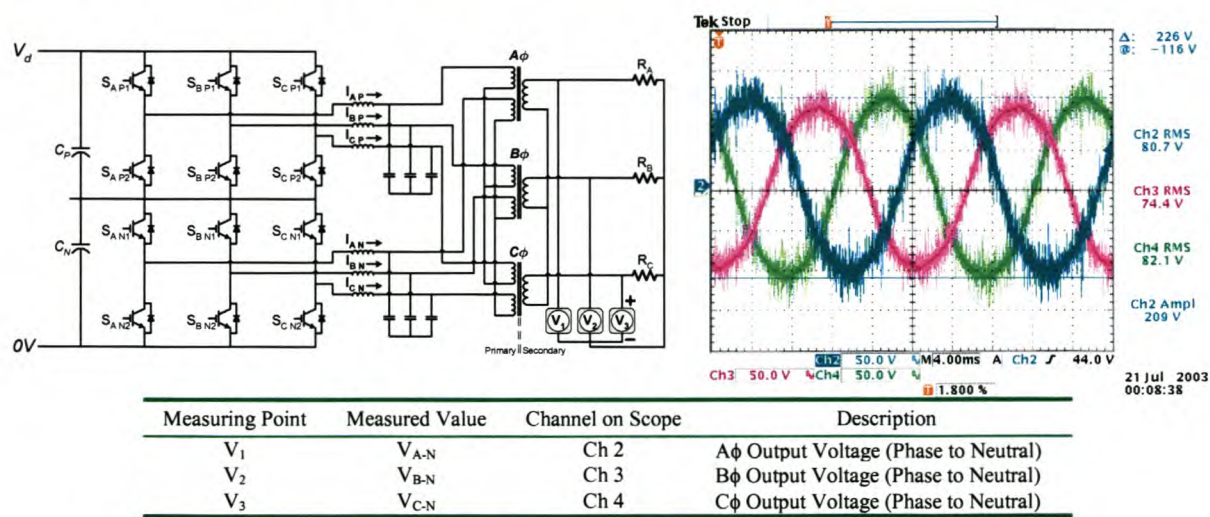 V_d
S_A P1
S_B P1
S_C P1
C_P
S_A P2
S_B P2
S_C P2
C_N
S_A N1
S_B N1
S_C N1
S_A N2
S_B N2
S_C N2
0V
I_A P
I_B P
I_C P
I_A N
I_B N
I_C N
Aϕ
Bϕ
Cϕ
R_A
R_B
R_C
V_1 V_2 V_3
+
−
Primary || Secondary
Tek Stop
T
T
Δ: 226 V
@: −116 V
Ch2 RMS
80.7 V
Ch3 RMS
74.4 V
Ch4 RMS
82.1 V
Ch2 Ampl
209 V
2
Ch2 50.0 V M 4.00ms A Ch2 ʃ 44.0 V
Ch3 50.0 V Ch4 50.0 V
T 1.800 %
21 Jul 2003
00:08:38
Measuring Point Measured Value Channel on Scope Description
V_1 V_A-N Ch 2 Aϕ Output Voltage (Phase to Neutral)
V_2 V_B-N Ch 3 Bϕ Output Voltage (Phase to Neutral)
V_3 V_C-N Ch 4 Cϕ Output Voltage (Phase to Neutral)